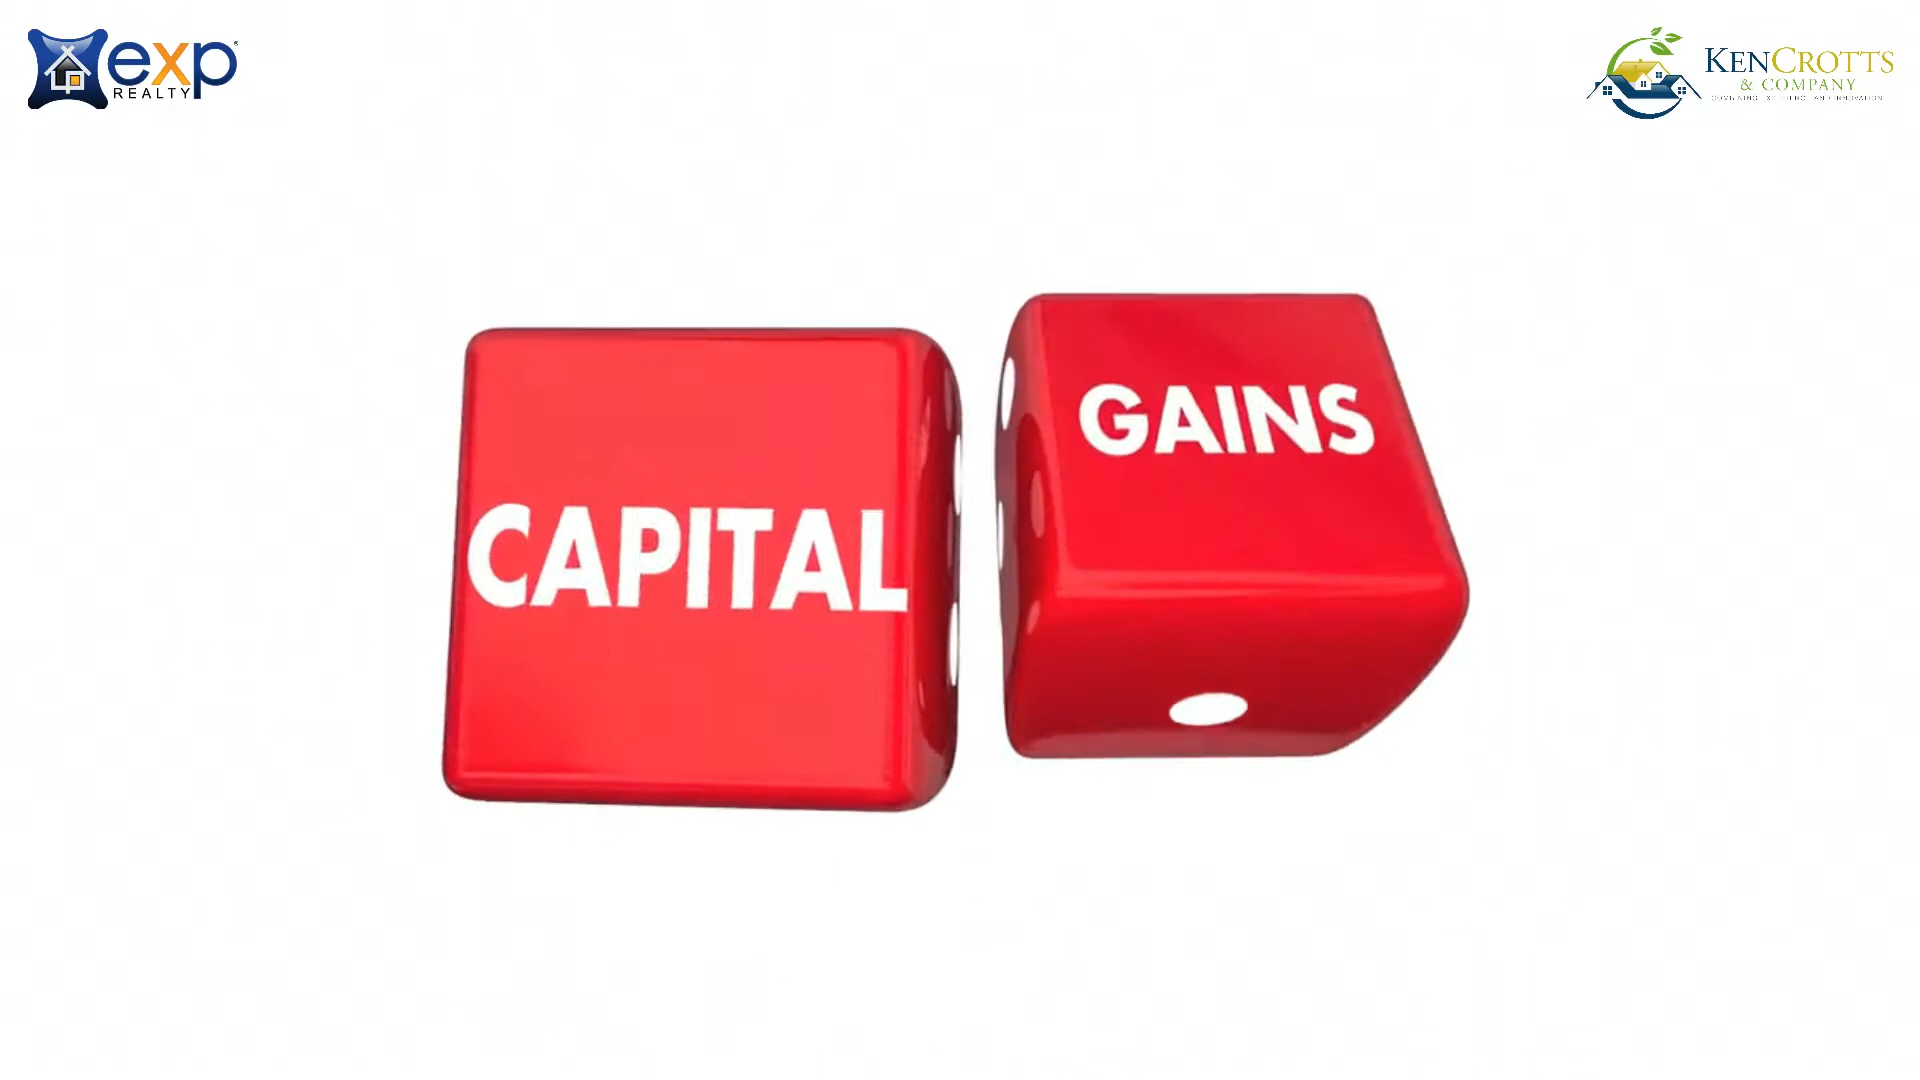 exp
REALTY
KENCROTTS
& COMPANY
CAPITAL
GAINS